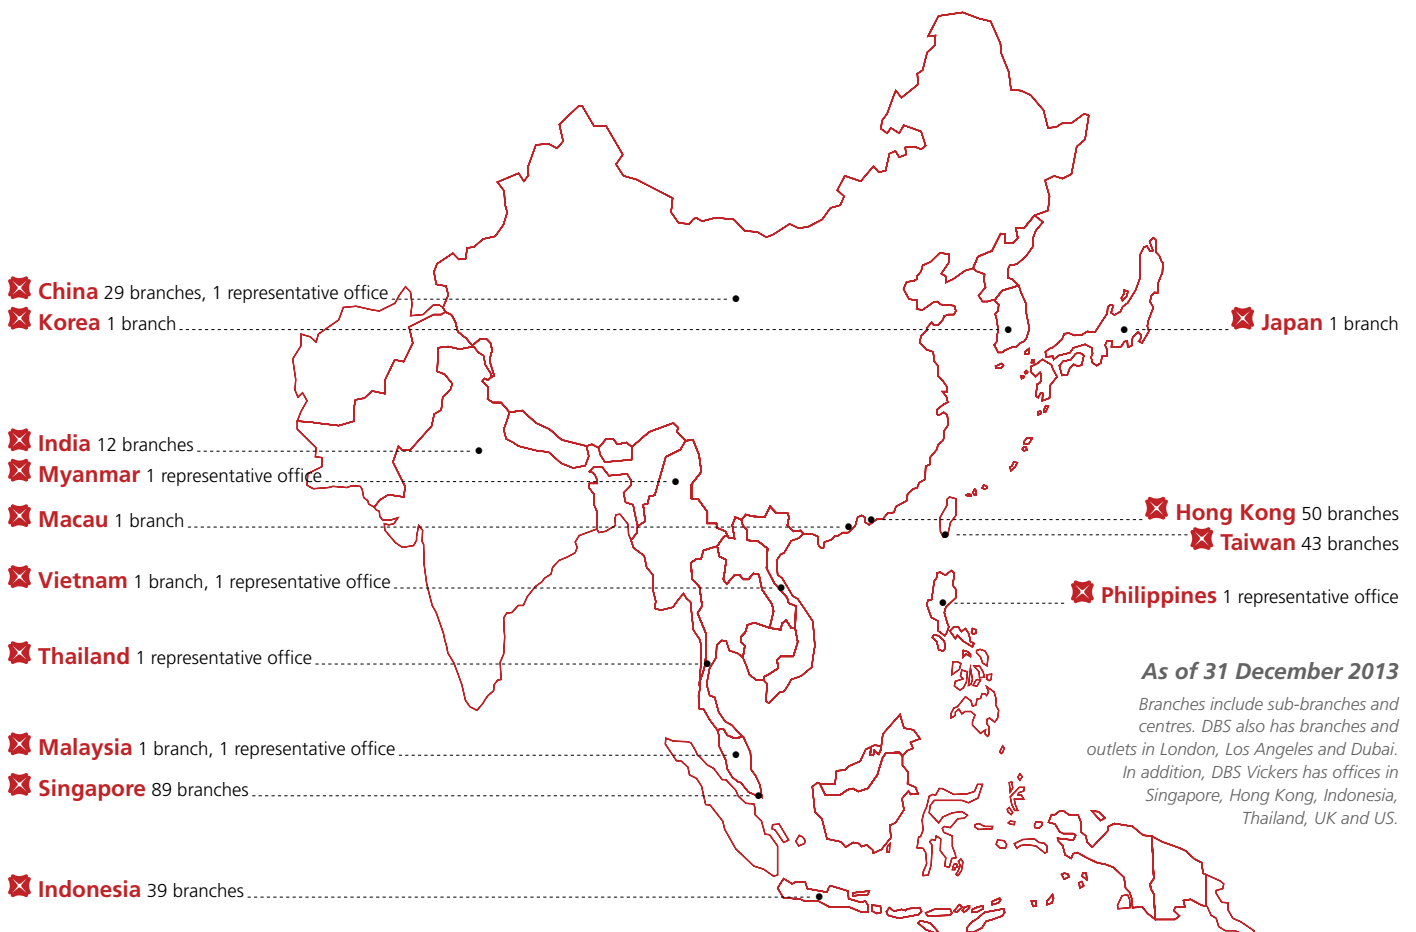 China 29 branches, 1 representative office
Korea 1 branch
Japan 1 branch
India 12 branches
Myanmar 1 representative office
Macau 1 branch
Hong Kong 50 branches
Taiwan 43 branches
Vietnam 1 branch, 1 representative office
Philippines 1 representative office
Thailand 1 representative office
Malaysia 1 branch, 1 representative office
Singapore 89 branches
Indonesia 39 branches
As of 31 December 2013
Branches include sub-branches and
centres. DBS also has branches and
outlets in London, Los Angeles and Dubai.
In addition, DBS Vickers has offices in
Singapore, Hong Kong, Indonesia,
Thailand, UK and US.